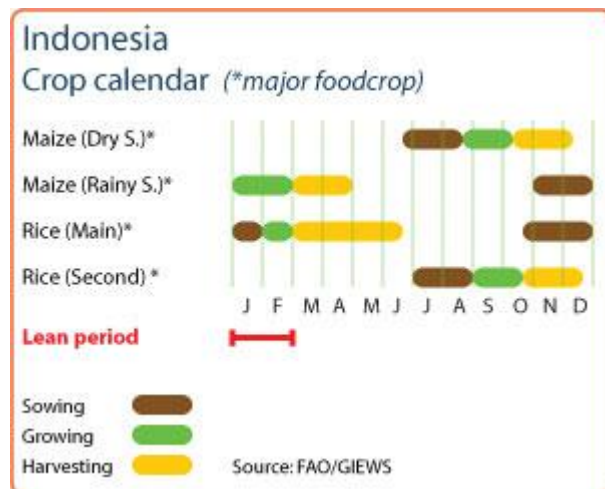 Indonesia
Crop calendar (*major foodcrop)
Maize (Dry S.)*
Maize (Rainy S.)*
Rice (Main)*
Rice (Second) *
J F M A M J J A S O N D
Lean period
Sowing
Growing
Harvesting Source: FAO/GIEWS